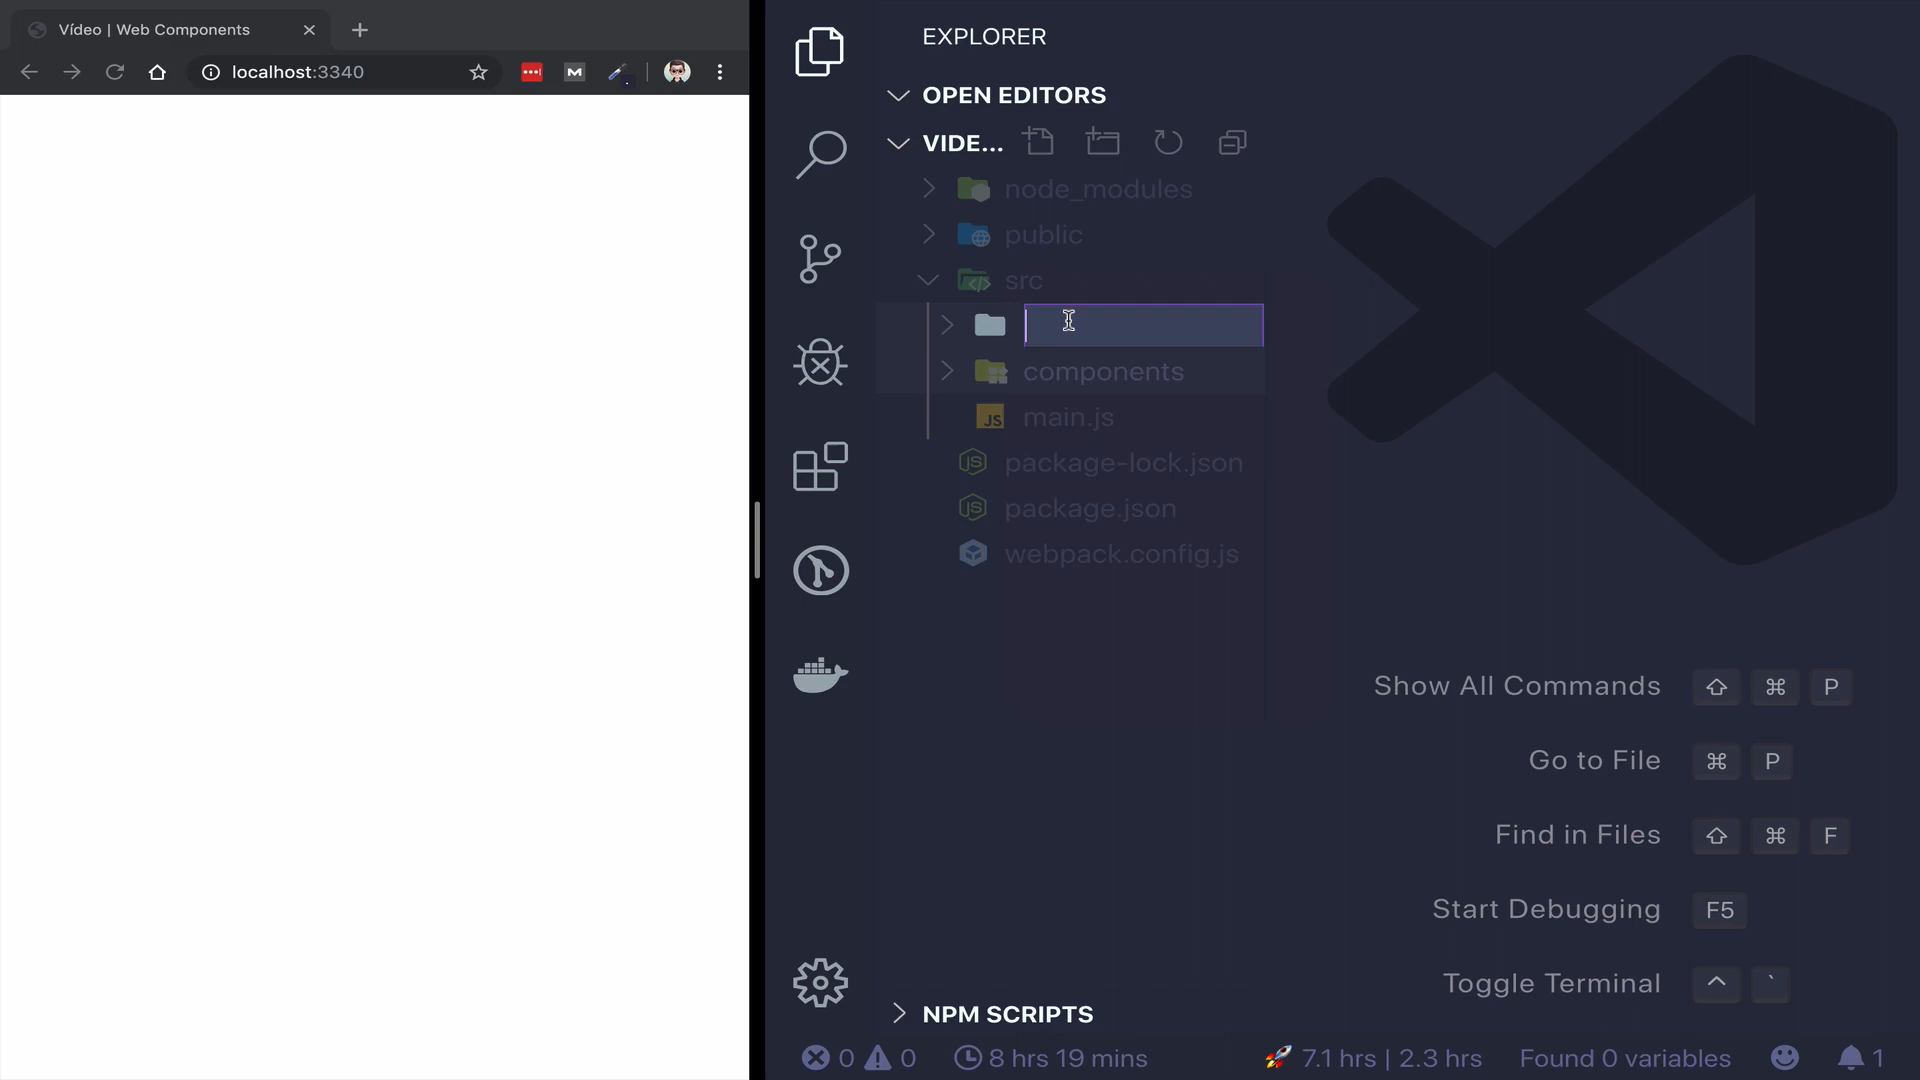 Vídeo | Web Components
localhost:3340
EXPLORER
OPEN EDITORS
VIDE...
node_modules
public
src
components
JS main.js
package-lock.json
package.json
webpack.config.js
Show All Commands ⇧ ⌘ P
Go to File ⌘ P
Find in Files ⇧ ⌘ F
Start Debugging F5
Toggle Terminal ^ `
NPM SCRIPTS
0 0 8 hrs 19 mins 🚀 7.1 hrs | 2.3 hrs Found 0 variables 1